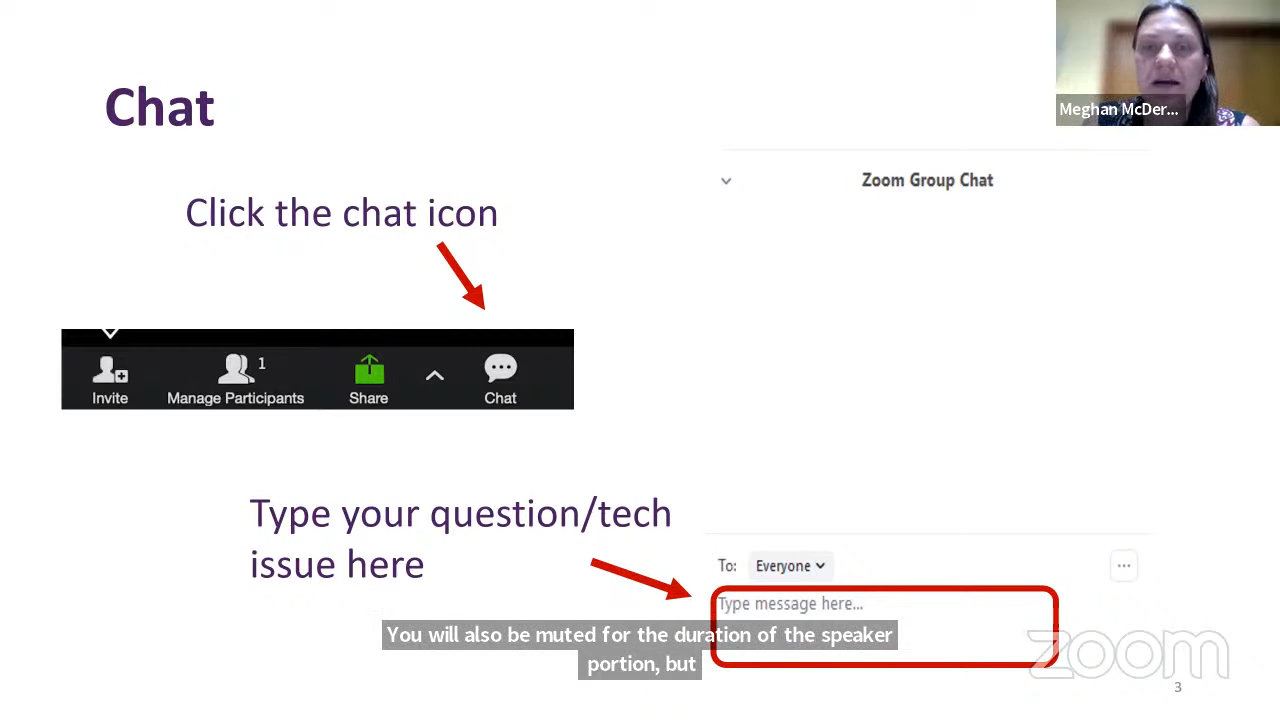 Meghan McDer...
Chat
Zoom Group Chat
Click the chat icon
1
Invite
Manage Participants
Share
Chat
Type your question/tech
issue here
To: Everyone
...
Type message here...
You will also be muted for the duration of the speaker
portion, but
zoom
3